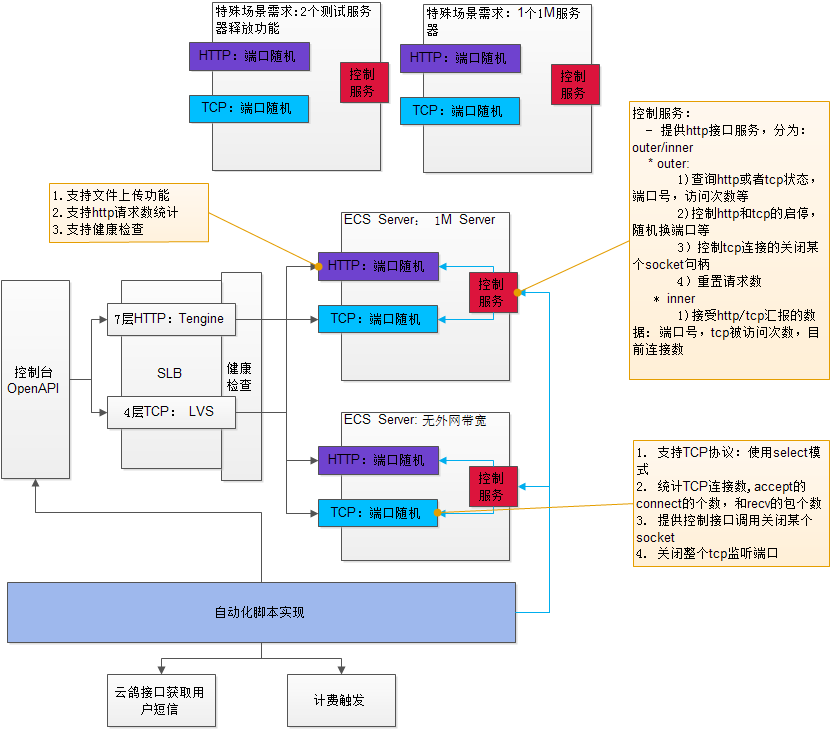 特殊场景需求:2个测试服务
器释放功能
HTTP：端口随机
控制
服务
TCP：端口随机
特殊场景需求：1个1M服务
器
HTTP：端口随机
控制
服务
TCP：端口随机
控制服务：
- 提供http接口服务，分为：
outer/inner
* outer:
1)查询http或者tcp状态，
端口号，访问次数等
2)控制http和tcp的启停，
随机换端口等
3）控制tcp连接的关闭某
个socket句柄
4）重置请求数
* inner
1)接受http/tcp汇报的数
据：端口号，tcp被访问次数，目
前连接数
1.支持文件上传功能
2.支持http请求数统计
3.支持健康检查
ECS Server： 1M Server
HTTP：端口随机
控制
服务
TCP：端口随机
控制台
OpenAPI
7层HTTP：Tengine
SLB
4层TCP： LVS
健康
检查
ECS Server: 无外网带宽
HTTP：端口随机
控制
服务
TCP：端口随机
1. 支持TCP协议：使用select模
式
2. 统计TCP连接数,accept的
connect的个数，和recv的包个数
3. 提供控制接口调用关闭某个
socket
4. 关闭整个tcp监听端口
自动化脚本实现
云鸽接口获取用
户短信
计费触发